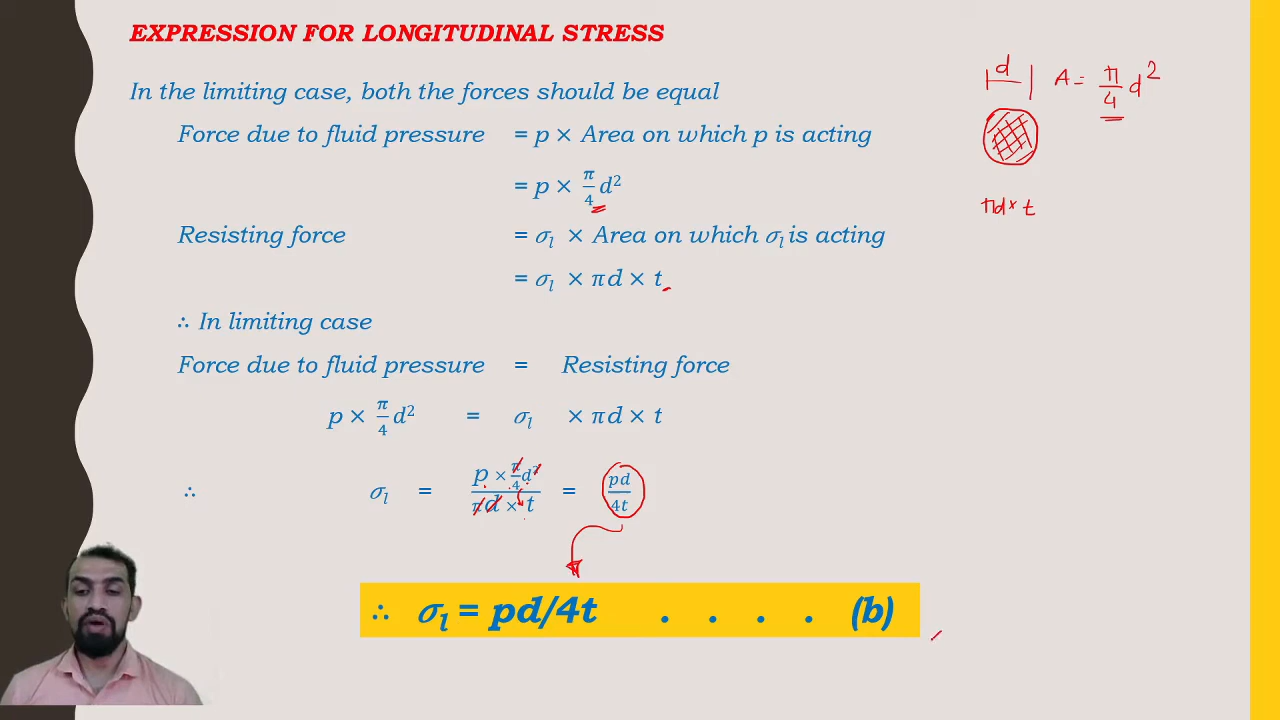 EXPRESSION FOR LONGITUDINAL STRESS
d A = π/4 d²
In the limiting case, both the forces should be equal
Force due to fluid pressure = p × Area on which p is acting
= p × π/4 d²
πd × t
Resisting force = σₗ × Area on which σₗ is acting
= σₗ × πd × t
∴ In limiting case
Force due to fluid pressure = Resisting force
p × π/4 d² = σₗ × πd × t
∴ σₗ = (p × π/4 d²)/(πd × t) = pd/4t
∴ σₗ = pd/4t . . . . (b)